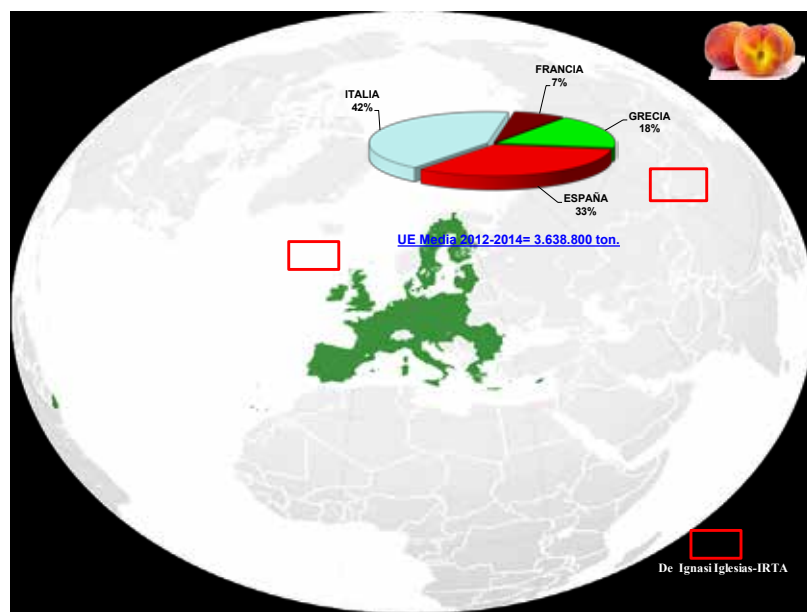 FRANCIA
7%
ITALIA
42%
GRECIA
18%
ESPAÑA
33%
UE Media 2012-2014= 3.638.800 ton.
De Ignasi Iglesias-IRTA